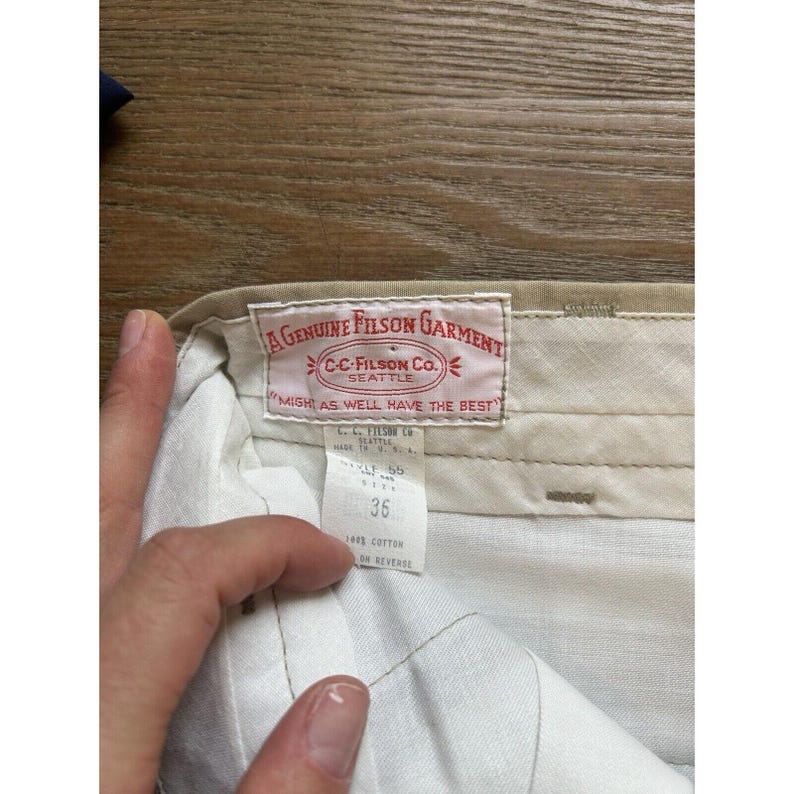 A GENUINE FILSON GARMENT
C·C·FILSON CO.
SEATTLE
"MIGHT AS WELL HAVE THE BEST"
C. C. FILSON CO
SEATTLE
MADE IN U. S. A.
STYLE 55
SIZE
36
100% COTTON
ON REVERSE